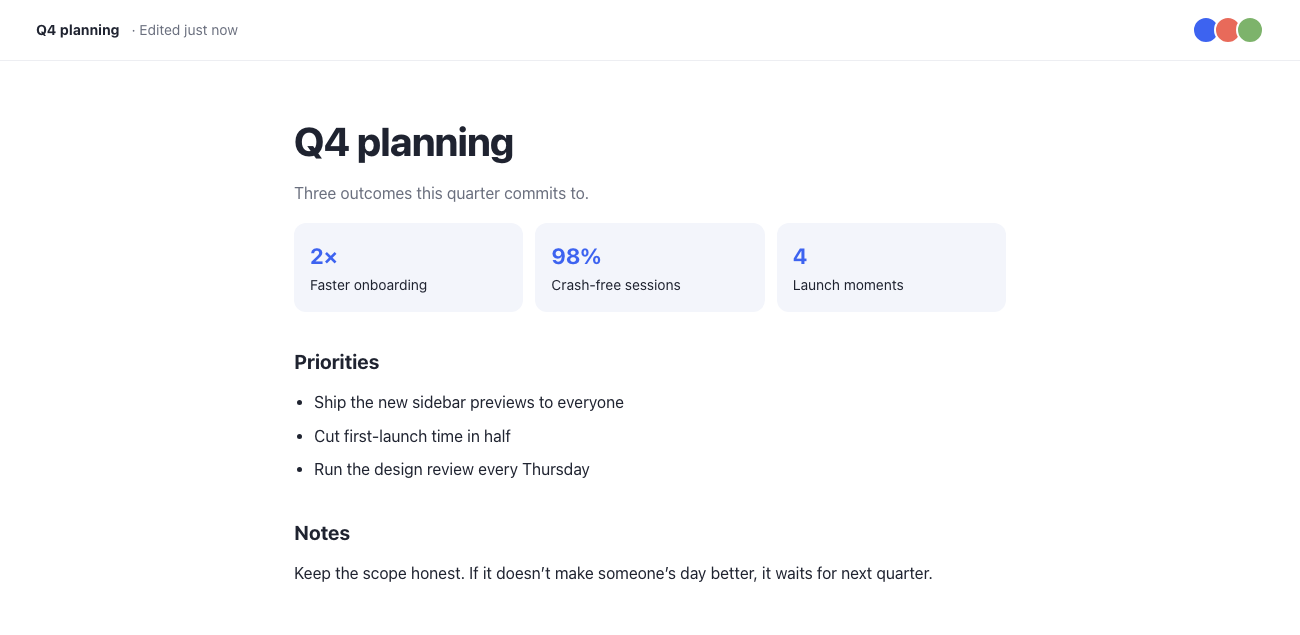 Q4 planning · Edited just now
Q4 planning
Three outcomes this quarter commits to.
2×
Faster onboarding
98%
Crash-free sessions
4
Launch moments
Priorities
• Ship the new sidebar previews to everyone
• Cut first-launch time in half
• Run the design review every Thursday
Notes
Keep the scope honest. If it doesn’t make someone’s day better, it waits for next quarter.